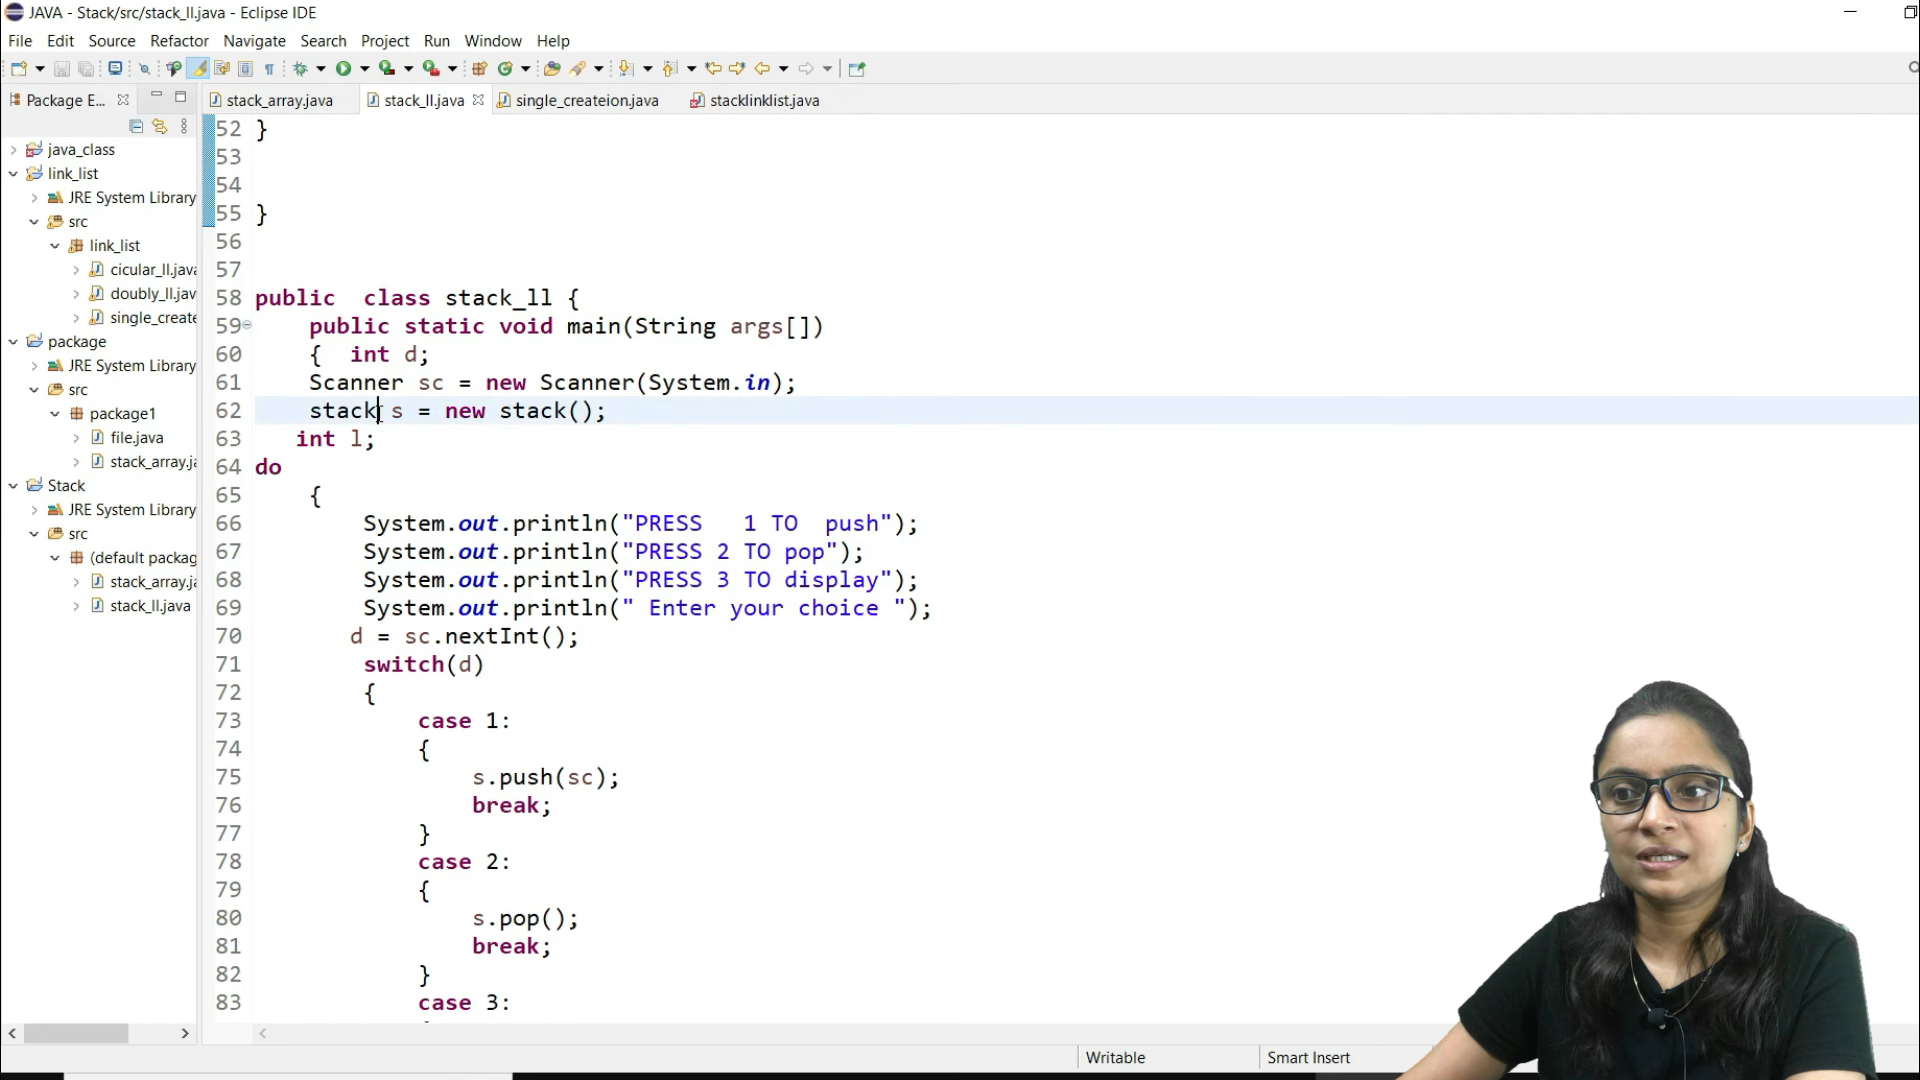 JAVA - Stack/src/stack_ll.java - Eclipse IDE
File Edit Source Refactor Navigate Search Project Run Window Help
Package E...
stack_array.java
stack_ll.java
single_createion.java
stacklinklist.java
java_class
link_list
JRE System Library
src
link_list
cicular_ll.java
doubly_ll.jav
single_create
package
JRE System Library
src
package1
file.java
stack_array.ja
Stack
JRE System Library
src
(default packag
stack_array.ja
stack_ll.java
52 }
53
54
55 }
56
57
58 public  class stack_ll {
59 public static void main(String args[])
60 {  int d;
61 Scanner sc = new Scanner(System.in);
62 stack s = new stack();
63 int l;
64 do
65 {
66 System.out.println("PRESS   1 TO  push");
67 System.out.println("PRESS 2 TO pop");
68 System.out.println("PRESS 3 TO display");
69 System.out.println(" Enter your choice ");
70 d = sc.nextInt();
71 switch(d)
72 {
73 case 1:
74 {
75 s.push(sc);
76 break;
77 }
78 case 2:
79 {
80 s.pop();
81 break;
82 }
83 case 3:
Writable
Smart Insert